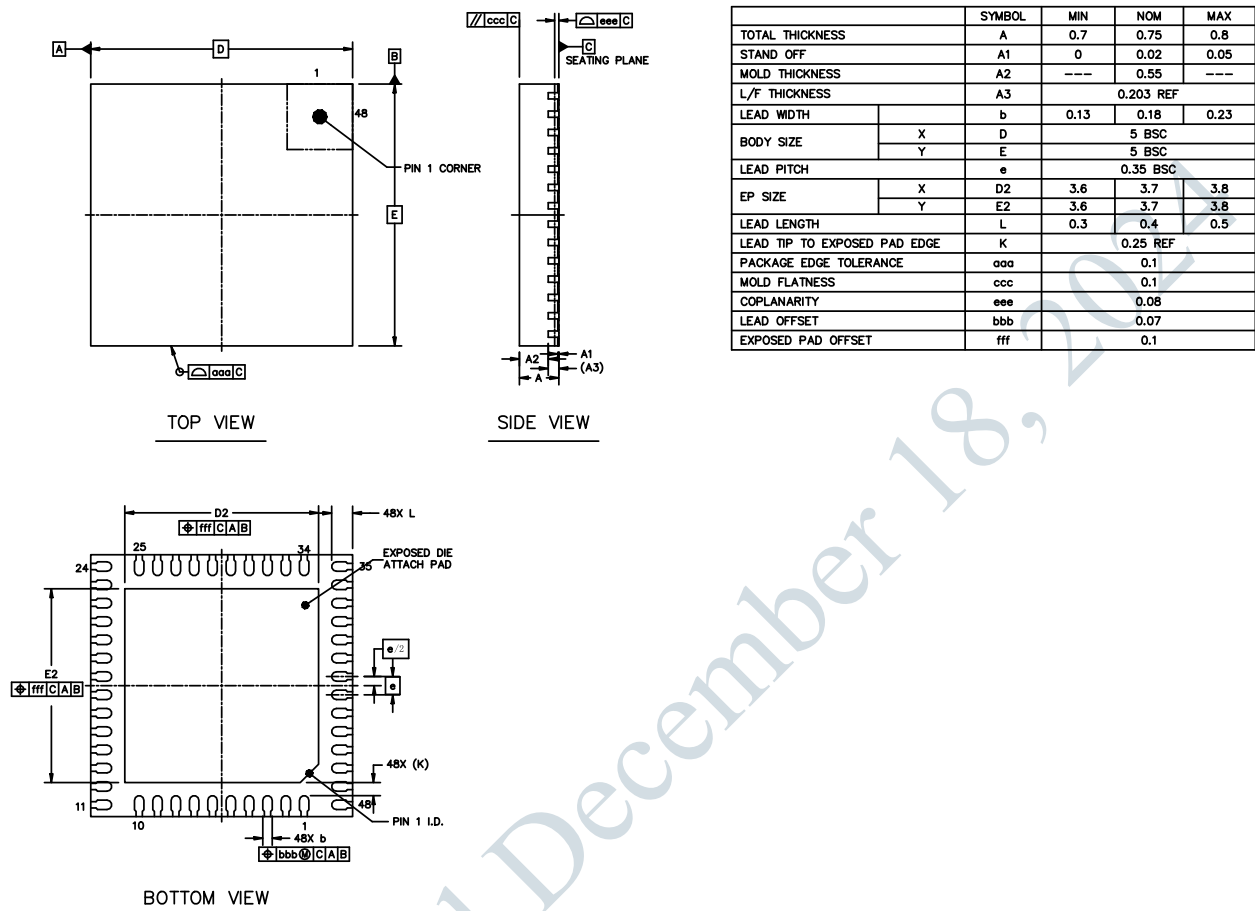 // ccc C
⌓ eee C
A
D
B
C
SEATING PLANE
1
48
PIN 1 CORNER
E
A2
A1
(A3)
A
⌓ aaa C
TOP VIEW
SIDE VIEW
SYMBOL MIN NOM MAX
TOTAL THICKNESS A 0.7 0.75 0.8
STAND OFF A1 0 0.02 0.05
MOLD THICKNESS A2 --- 0.55 ---
L/F THICKNESS A3 0.203 REF
LEAD WIDTH b 0.13 0.18 0.23
BODY SIZE X D 5 BSC
Y E 5 BSC
LEAD PITCH e 0.35 BSC
EP SIZE X D2 3.6 3.7 3.8
Y E2 3.6 3.7 3.8
LEAD LENGTH L 0.3 0.4 0.5
LEAD TIP TO EXPOSED PAD EDGE K 0.25 REF
PACKAGE EDGE TOLERANCE aaa 0.1
MOLD FLATNESS ccc 0.1
COPLANARITY eee 0.08
LEAD OFFSET bbb 0.07
EXPOSED PAD OFFSET fff 0.1
D2
⌖ fff C A B
48X L
25
34
EXPOSED DIE
ATTACH PAD
24
35
e/2
e
E2
⌖ fff C A B
48X (K)
11
48
10
1
PIN 1 I.D.
48X b
⌖ bbb Ⓜ C A B
BOTTOM VIEW
December 18, 2024